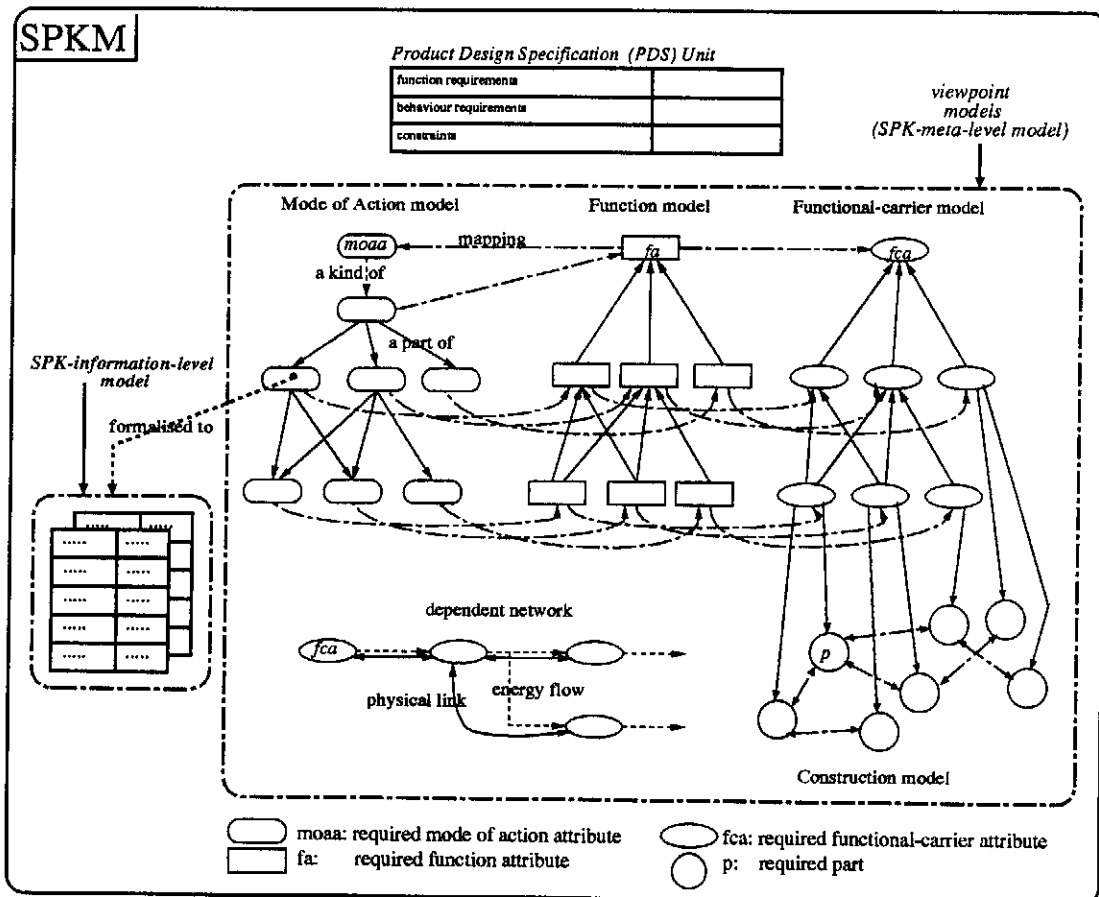 SPKM
Product Design Specification (PDS) Unit
function requirements
behaviour requirements
constraints
viewpoint
models
(SPK-meta-level model)
Mode of Action model
Function model
Functional-carrier model
moaa
mapping
fa
fca
a kind of
a part of
SPK-information-level
model
formalised to
dependent network
fca
physical link
energy flow
p
Construction model
moaa: required mode of action attribute
fca: required functional-carrier attribute
fa: required function attribute
p: required part